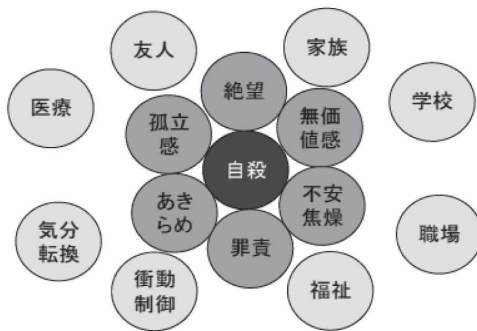 友人
家族
医療
絶望
学校
孤立
感
無価
値感
自殺
あき
らめ
不安
焦燥
気分
転換
罪責
職場
衝動
制御
福祉